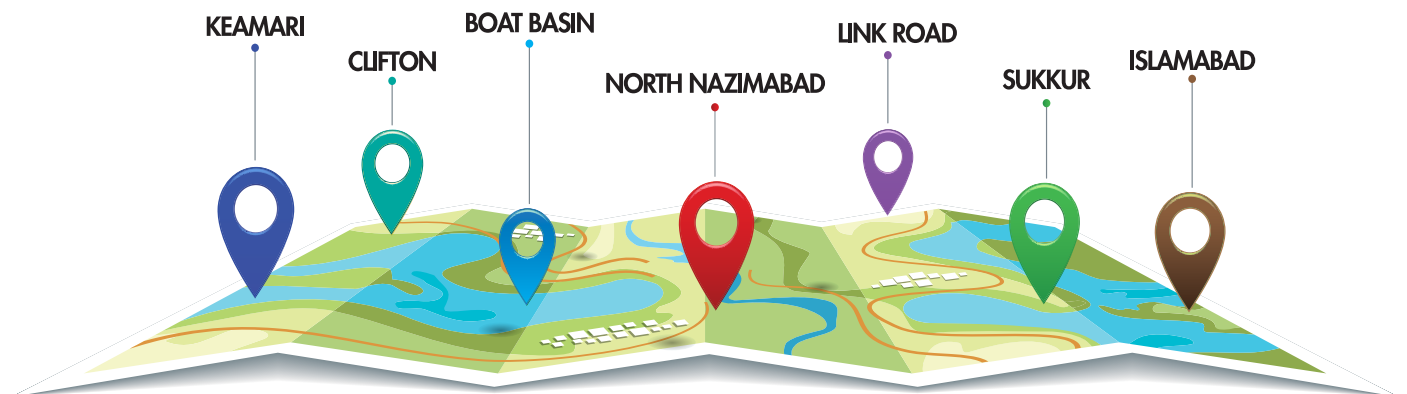 KEAMARI
CLIFTON
BOAT BASIN
NORTH NAZIMABAD
LINK ROAD
SUKKUR
ISLAMABAD